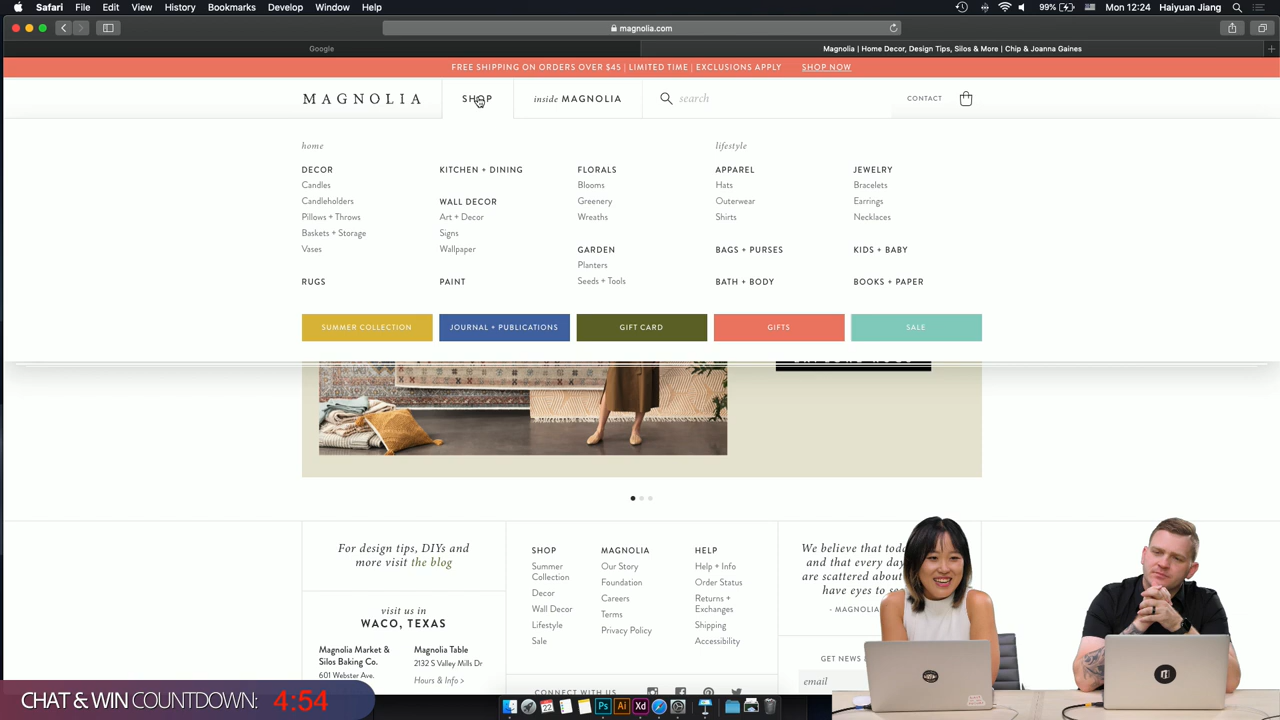 Safari File Edit View History Bookmarks Develop Window Help
99% Mon 12:24 Haiyuan Jiang
magnolia.com
Google
Magnolia | Home Decor, Design Tips, Silos & More | Chip & Joanna Gaines
FREE SHIPPING ON ORDERS OVER $45 | LIMITED TIME | EXCLUSIONS APPLY SHOP NOW
MAGNOLIA
SHOP
inside MAGNOLIA
search
CONTACT
home
DECOR
Candles
Candleholders
Pillows + Throws
Baskets + Storage
Vases
RUGS
KITCHEN + DINING
WALL DECOR
Art + Decor
Signs
Wallpaper
PAINT
FLORALS
Blooms
Greenery
Wreaths
GARDEN
Planters
Seeds + Tools
lifestyle
APPAREL
Hats
Outerwear
Shirts
BAGS + PURSES
BATH + BODY
JEWELRY
Bracelets
Earrings
Necklaces
KIDS + BABY
BOOKS + PAPER
SUMMER COLLECTION
JOURNAL + PUBLICATIONS
GIFT CARD
GIFTS
SALE
For design tips, DIYs and
more visit the blog
visit us in
WACO, TEXAS
Magnolia Market &
Silos Baking Co.
601 Webster Ave.
Magnolia Table
2132 S Valley Mills Dr
Hours & Info >
SHOP
Summer
Collection
Decor
Wall Decor
Lifestyle
Sale
MAGNOLIA
Our Story
Foundation
Careers
Terms
Privacy Policy
HELP
Help + Info
Order Status
Returns +
Exchanges
Shipping
Accessibility
CONNECT WITH US
We believe that
and that every
are scattered about
have eyes to
- MAGNOLIA
GET NEWS
email
CHAT & WIN COUNTDOWN: 4:54
Ps Ai Xd